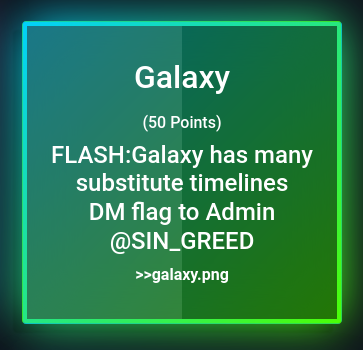 Galaxy
(50 Points)
FLASH:Galaxy has many
substitute timelines
DM flag to Admin
@SIN_GREED
>>galaxy.png